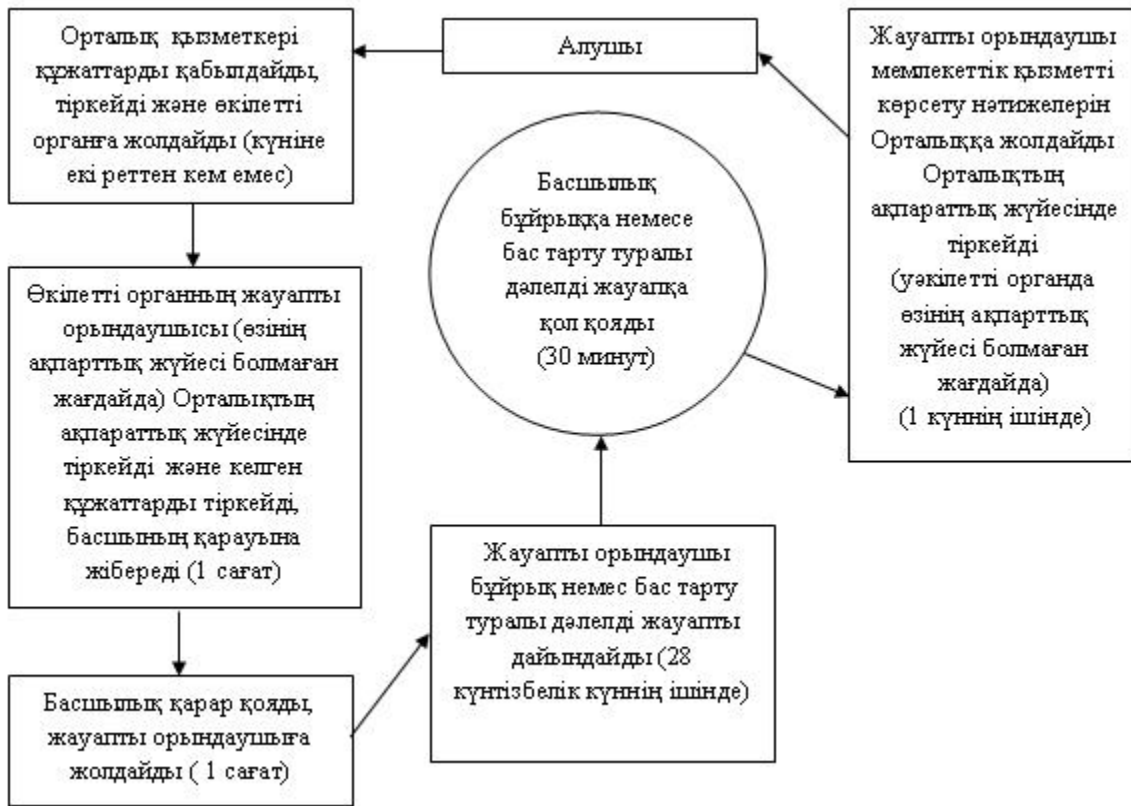 Алушы
Орталық қызметкері
құжаттарды қабылдайды,
тіркейді және өкілетті
органға жолдайды (күніне
екі реттен кем емес)
Өкілетті органның жауапты
орындаушысы (өзінің
ақпарттық жүйесі болмаған
жағдайда) Орталықтың
ақпараттық жүйесінде
тіркейді және келген
құжаттарды тіркейді,
басшының қарауына
жібереді (1 сағат)
Басшылық қарар қояды,
жауапты орындаушыға
жолдайды ( 1 сағат)
Жауапты орындаушы
бұйрық немес бас тарту
туралы дәлелді жауапты
дайындайды (28
күнтізбелік күннің ішінде)
Басшылық
бұйрыққа немесе
бас тарту туралы
дәлелді жауапқа
қол қояды
(30 минут)
Жауапты орындаушы
мемлекеттік қызметті
көрсету нәтижелерін
Орталыққа жолдайды
Орталықтың
ақпараттық жүйесінде
тіркейді
(уәкілетті органда
өзінің ақпарттық
жүйесі болмаған
жағдайда)
(1 күннің ішінде)